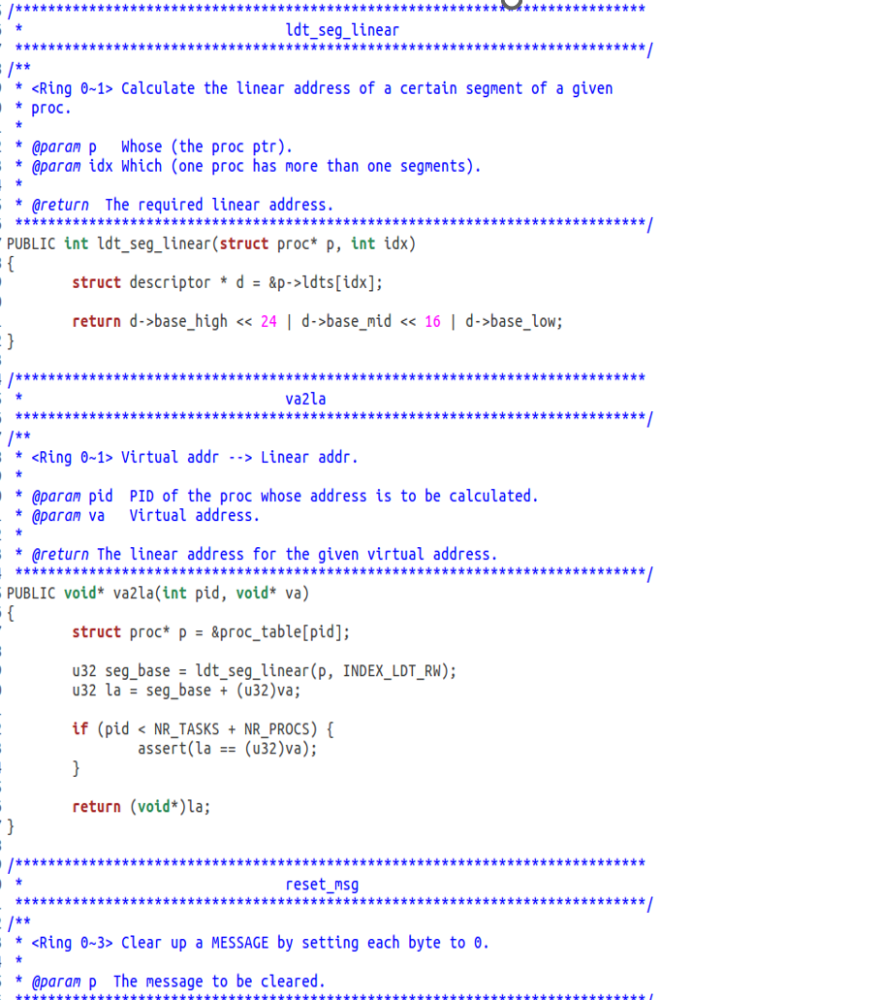 /*****************************************************************************
 *                                ldt_seg_linear
 *****************************************************************************/
/**
 * <Ring 0~1> Calculate the linear address of a certain segment of a given
 * proc.
 *
 * @param p   Whose (the proc ptr).
 * @param idx Which (one proc has more than one segments).
 *
 * @return  The required linear address.
 *****************************************************************************/
PUBLIC int ldt_seg_linear(struct proc* p, int idx)
{
        struct descriptor * d = &p->ldts[idx];

        return d->base_high << 24 | d->base_mid << 16 | d->base_low;
}

/*****************************************************************************
 *                                va2la
 *****************************************************************************/
/**
 * <Ring 0~1> Virtual addr --> Linear addr.
 *
 * @param pid  PID of the proc whose address is to be calculated.
 * @param va   Virtual address.
 *
 * @return The linear address for the given virtual address.
 *****************************************************************************/
PUBLIC void* va2la(int pid, void* va)
{
        struct proc* p = &proc_table[pid];

        u32 seg_base = ldt_seg_linear(p, INDEX_LDT_RW);
        u32 la = seg_base + (u32)va;

        if (pid < NR_TASKS + NR_PROCS) {
                assert(la == (u32)va);
        }

        return (void*)la;
}

/*****************************************************************************
 *                                reset_msg
 *****************************************************************************/
/**
 * <Ring 0~3> Clear up a MESSAGE by setting each byte to 0.
 *
 * @param p  The message to be cleared.
 *****************************************************************************/